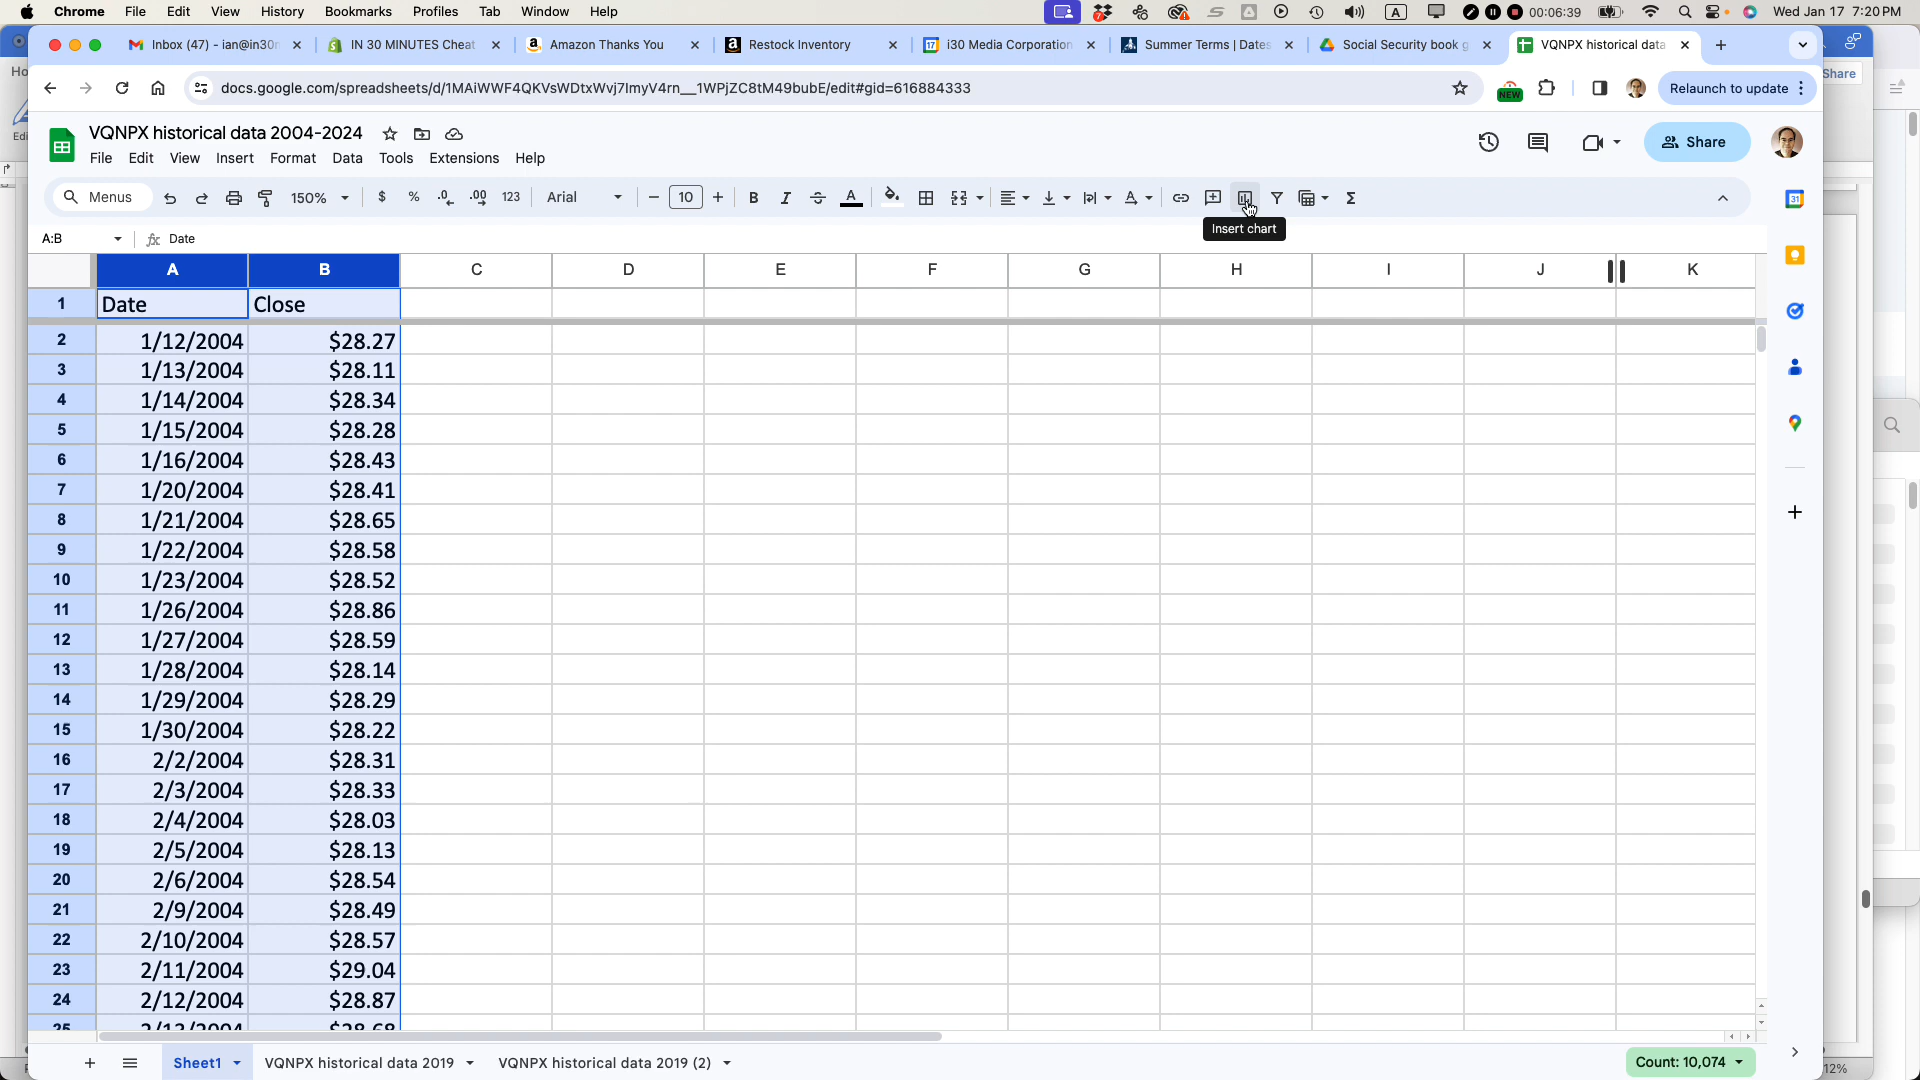 Chrome File Edit View History Bookmarks Profiles Tab Window Help 00:06:39 Wed Jan 17 7:20 PM
Inbox (47) - ian@in30 IN 30 MINUTES Cheat Amazon Thank You Restock Inventory i30 Media Corporation Summer Terms | Dates Social Security book g VQNPX historical data
docs.google.com/spreadsheets/d/1MAiWWF4QKVsWDtxWvj7ImyV4rn__1WPjZC8tM49bubE/edit#gid=616884333 NEW Relaunch to update Share
VQNPX historical data 2004-2024
File Edit View Insert Format Data Tools Extensions Help Share
Menus 150% $ % .0 .00 123 Arial 10 B I S A
Insert chart
A:B fx Date
A B C D E F G H I J K
1 Date Close
2 1/12/2004 $28.27
3 1/13/2004 $28.11
4 1/14/2004 $28.34
5 1/15/2004 $28.28
6 1/16/2004 $28.43
7 1/20/2004 $28.41
8 1/21/2004 $28.65
9 1/22/2004 $28.58
10 1/23/2004 $28.52
11 1/26/2004 $28.86
12 1/27/2004 $28.59
13 1/28/2004 $28.14
14 1/29/2004 $28.29
15 1/30/2004 $28.22
16 2/2/2004 $28.31
17 2/3/2004 $28.33
18 2/4/2004 $28.03
19 2/5/2004 $28.13
20 2/6/2004 $28.54
21 2/9/2004 $28.49
22 2/10/2004 $28.57
23 2/11/2004 $29.04
24 2/12/2004 $28.87
25 2/13/2004 $28.68
Sheet1 VQNPX historical data 2019 VQNPX historical data 2019 (2) Count: 10,074 12%